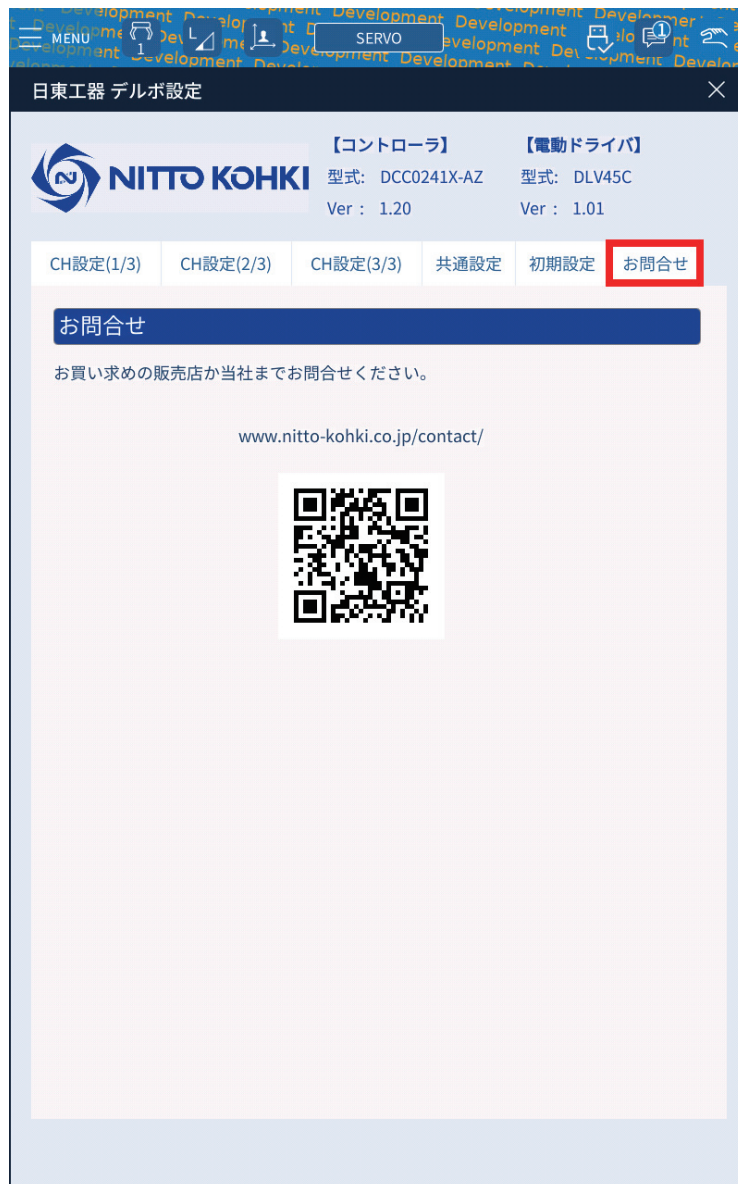 MENU
1
SERVO
1
日東工器 デルボ設定
NITTO KOHKI
【コントローラ】
【電動ドライバ】
型式: DCC0241X-AZ
型式: DLV45C
Ver : 1.20
Ver : 1.01
CH設定(1/3)
CH設定(2/3)
CH設定(3/3)
共通設定
初期設定
お問合せ
お問合せ
お買い求めの販売店か当社までお問合せください。
www.nitto-kohki.co.jp/contact/